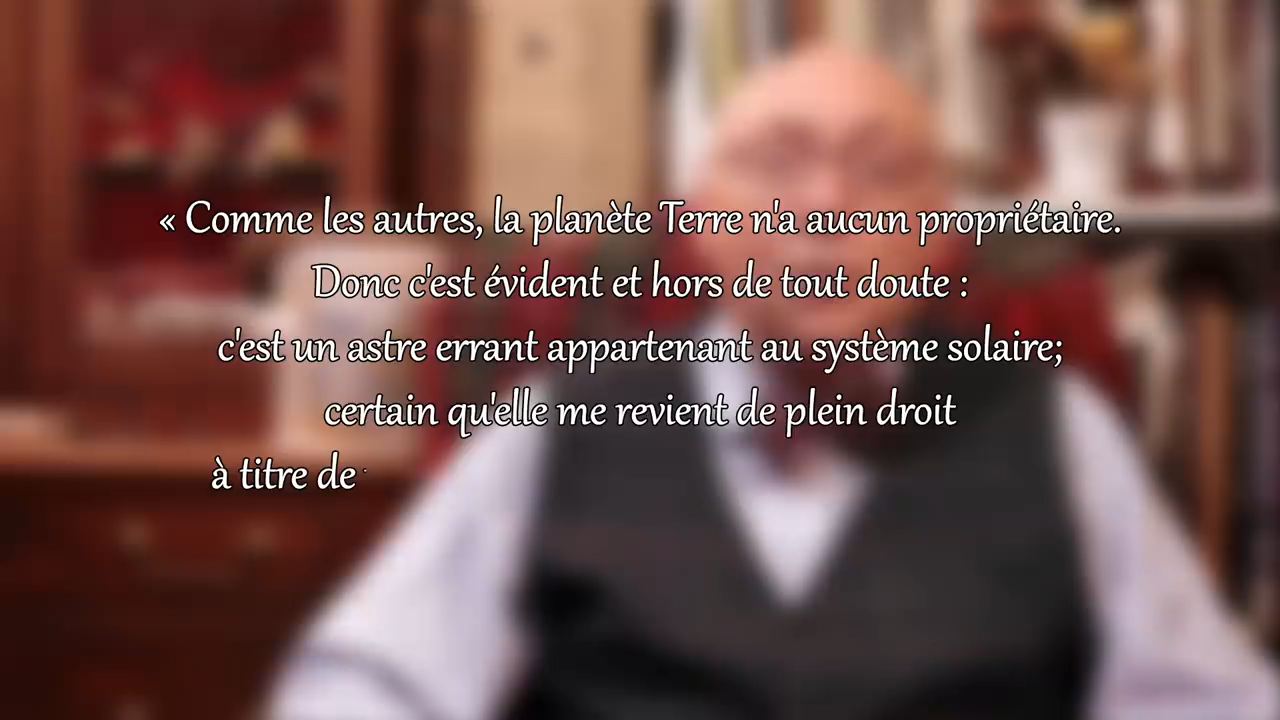 « Comme les autres, la planète Terre n'a aucun propriétaire.
Donc c'est évident et hors de tout doute :
c'est un astre errant appartenant au système solaire;
certain qu'elle me revient de plein droit
à titre de